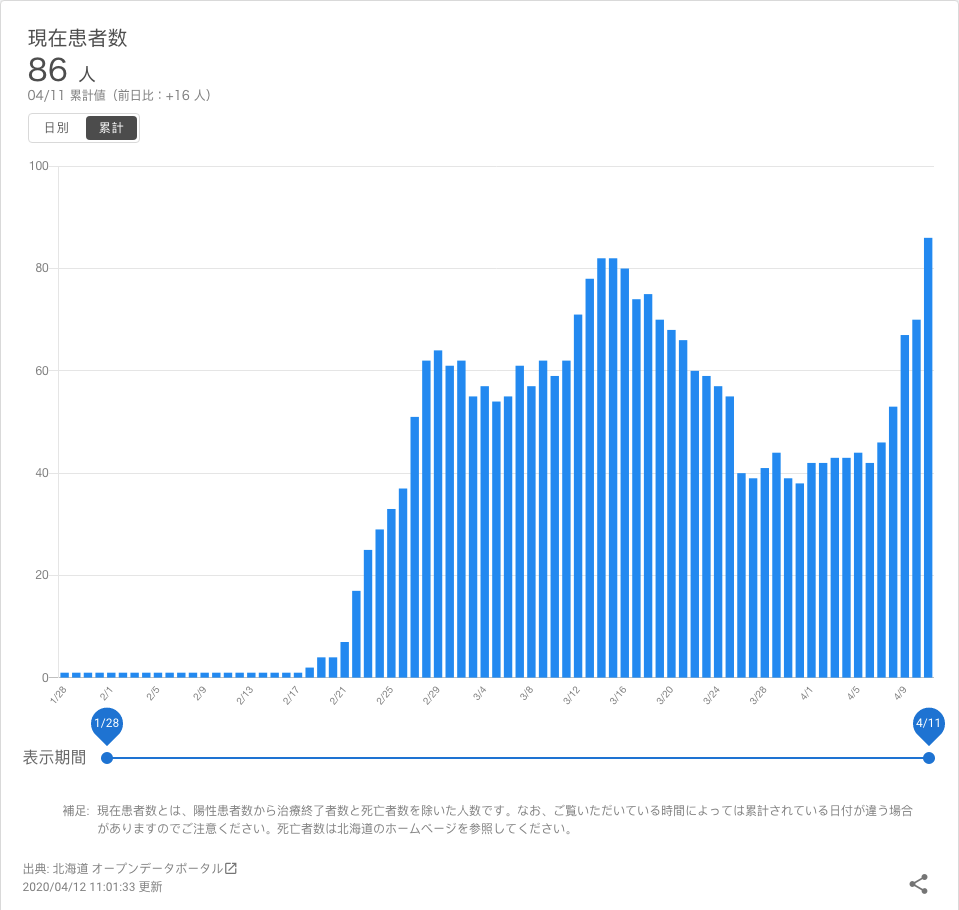 現在患者数
86 人
04/11 累計値（前日比：+16 人）
日別 累計
100
80
60
40
20
0
1/28 2/1 2/5 2/9 2/13 2/17 2/21 2/25 2/29 3/4 3/8 3/12 3/16 3/20 3/24 3/28 4/1 4/5 4/9
1/28 4/11
表示期間
補足: 現在患者数とは、陽性患者数から治療終了者数と死亡者数を除いた人数です。なお、ご覧いただいている時間によっては累計されている日付が違う場合
がありますのでご注意ください。死亡者数は北海道のホームページを参照してください。
出典: 北海道 オープンデータポータル
2020/04/12 11:01:33 更新